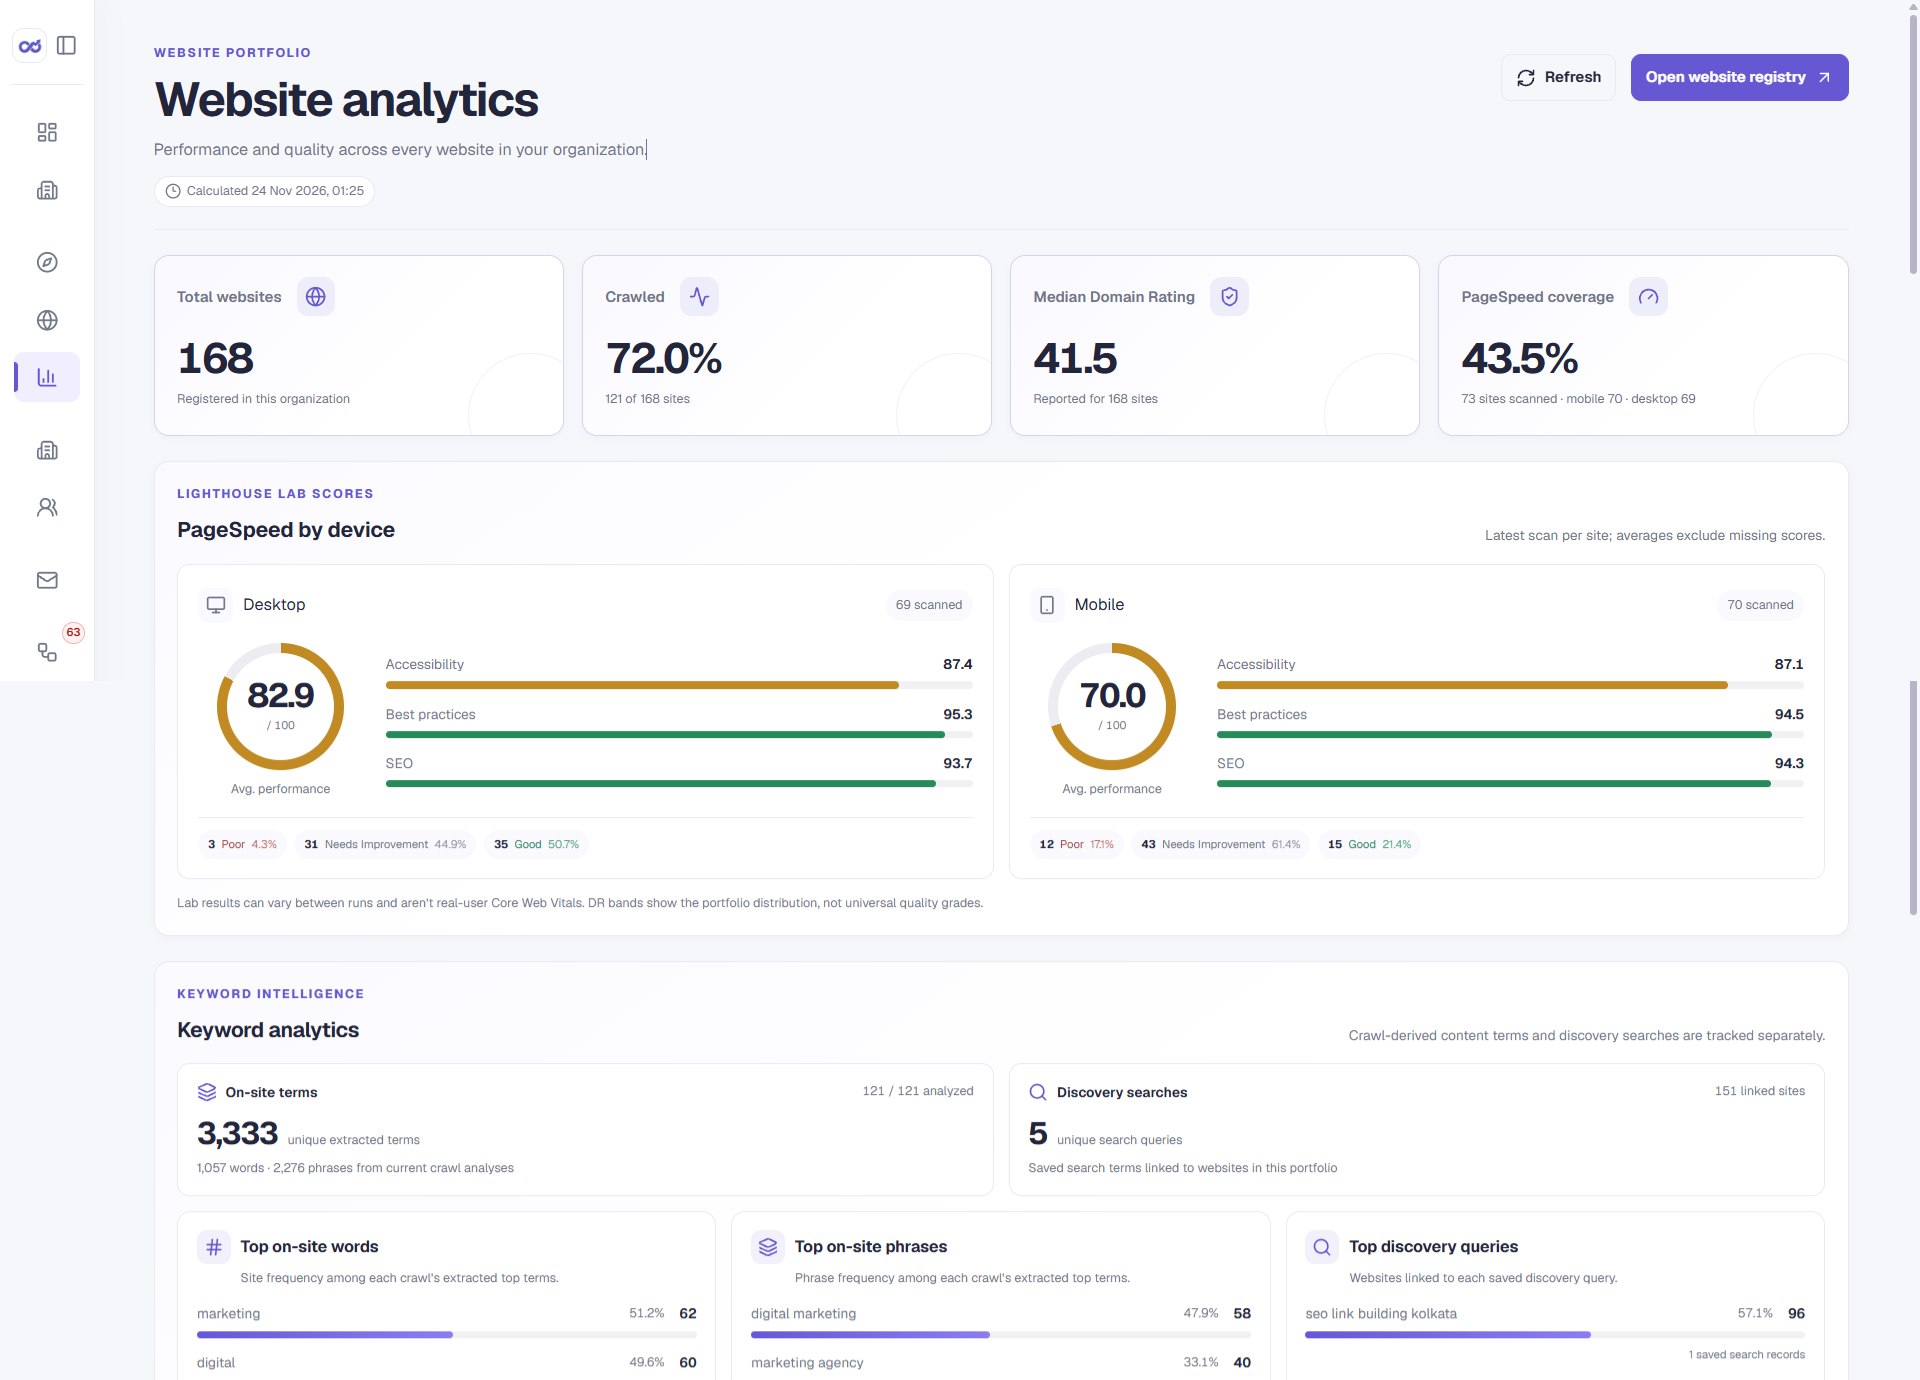 WEBSITE PORTFOLIO
Website analytics
Performance and quality across every website in your organization.
Calculated 24 Nov 2026, 01:25
Refresh
Open website registry
Total websites
168
Registered in this organization
Crawled
72.0%
121 of 168 sites
Median Domain Rating
41.5
Reported for 168 sites
PageSpeed coverage
43.5%
73 sites scanned · mobile 70 · desktop 69
63
LIGHTHOUSE LAB SCORES
PageSpeed by device
Latest scan per site; averages exclude missing scores.
Desktop
69 scanned
82.9
/ 100
Avg. performance
Accessibility 87.4
Best practices 95.3
SEO 93.7
3 Poor 4.3% 31 Needs Improvement 44.9% 35 Good 50.7%
Mobile
70 scanned
70.0
/ 100
Avg. performance
Accessibility 87.1
Best practices 94.5
SEO 94.3
12 Poor 17.1% 43 Needs Improvement 61.4% 15 Good 21.4%
Lab results can vary between runs and aren't real-user Core Web Vitals. DR bands show the portfolio distribution, not universal quality grades.
KEYWORD INTELLIGENCE
Keyword analytics
Crawl-derived content terms and discovery searches are tracked separately.
On-site terms
121 / 121 analyzed
3,333 unique extracted terms
1,057 words · 2,276 phrases from current crawl analyses
Discovery searches
151 linked sites
5 unique search queries
Saved search terms linked to websites in this portfolio
Top on-site words
Site frequency among each crawl's extracted top terms.
marketing 51.2% 62
digital 49.6% 60
Top on-site phrases
Phrase frequency among each crawl's extracted top terms.
digital marketing 47.9% 58
marketing agency 33.1% 40
Top discovery queries
Websites linked to each saved discovery query.
seo link building kolkata 57.1% 96
1 saved search records